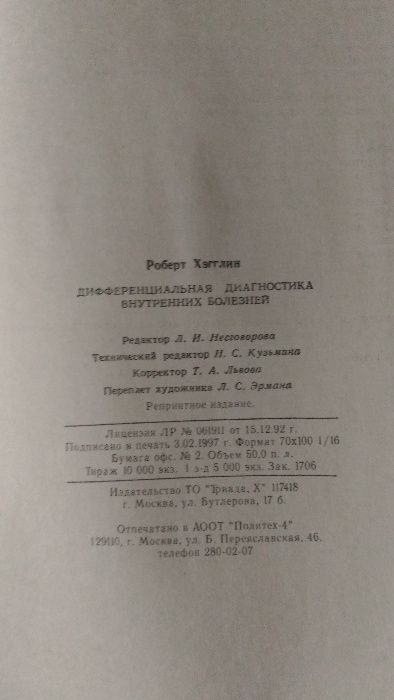 Роберт Хэгглин
ДИФФЕРЕНЦИАЛЬНАЯ ДИАГНОСТИКА
ВНУТРЕННИХ БОЛЕЗНЕЙ
Редактор Л. И. Несговорова
Технический редактор Н. С. Кузьмина
Корректор Т. А. Львова
Переплет художника Л. С. Эрмана
Репринтное издание.
Лицензия ЛР № 061911 от 15.12.92 г.
Подписано в печать 3.02.1997 г. Формат 70х100 1/16
Бумага офс. № 2. Объем 50,0 п. л.
Тираж 10 000 экз. 1 з-д 5 000 экз. Зак. 1706
Издательство ТО "Триада, Х" 117418
г. Москва, ул. Бутлерова, 17 б.
Отпечатано в АООТ "Политех-4"
129110, г. Москва, ул. Б. Переяславская, 46.
телефон 280-02-07